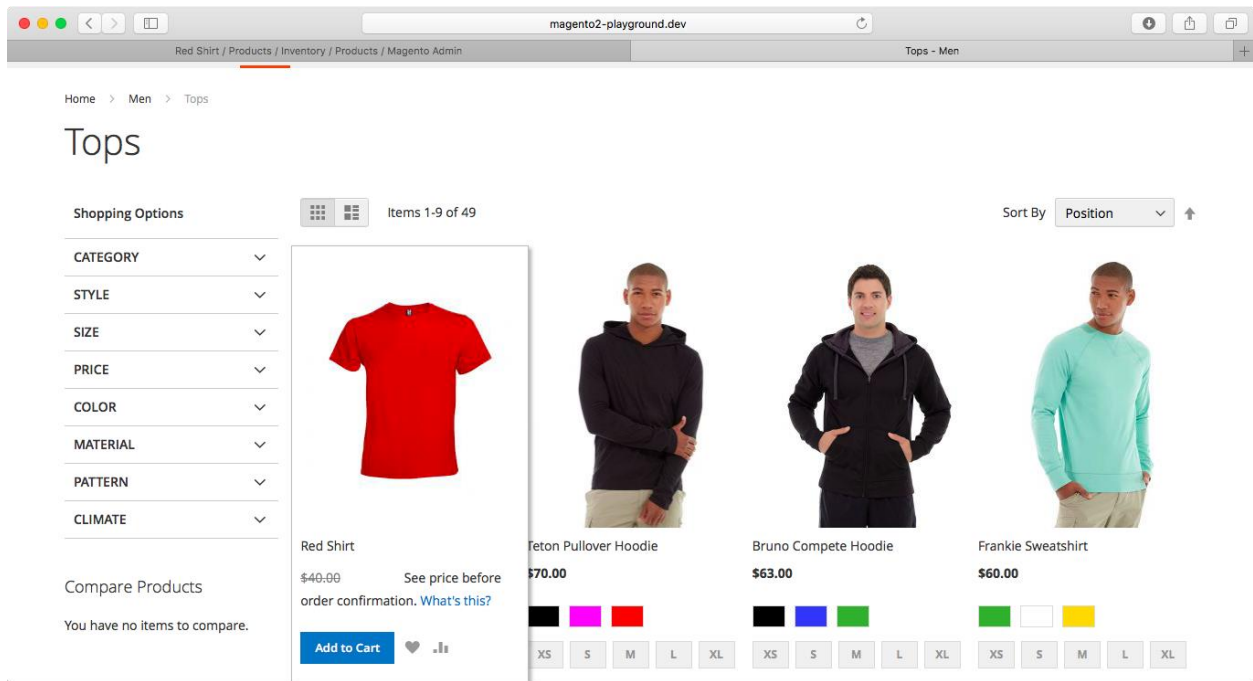 magento2-playground.dev
Red Shirt / Products / Inventory / Products / Magento Admin
Tops - Men
Home > Men > Tops
Tops
Shopping Options
Items 1-9 of 49
Sort By Position
CATEGORY
STYLE
SIZE
PRICE
COLOR
MATERIAL
PATTERN
CLIMATE
Compare Products
You have no items to compare.
Red Shirt
$40.00 See price before
order confirmation. What's this?
Add to Cart
Teton Pullover Hoodie
$70.00
XS S M L XL
Bruno Compete Hoodie
$63.00
XS S M L XL
Frankie Sweatshirt
$60.00
XS S M L XL